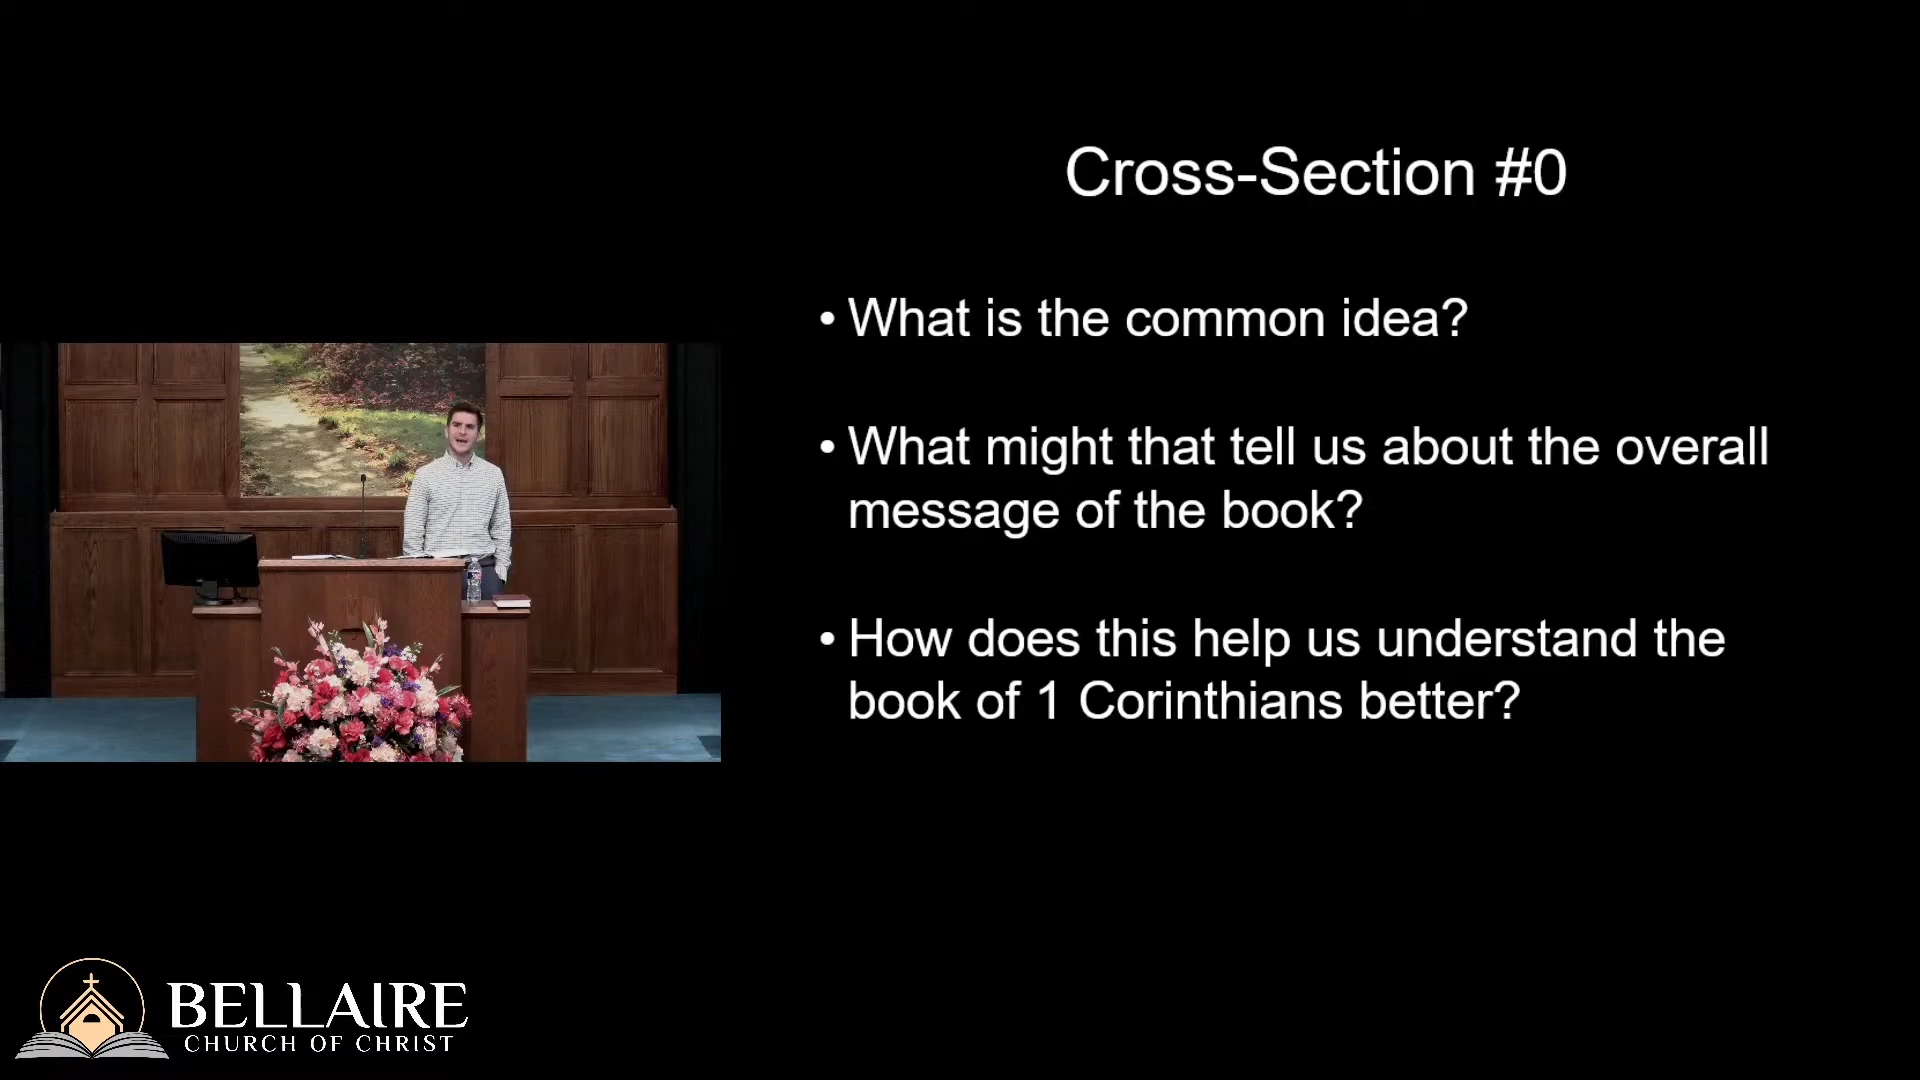 Cross-Section #0
• What is the common idea?
• What might that tell us about the overall
message of the book?
• How does this help us understand the
book of 1 Corinthians better?
BELLAIRE
CHURCH OF CHRIST